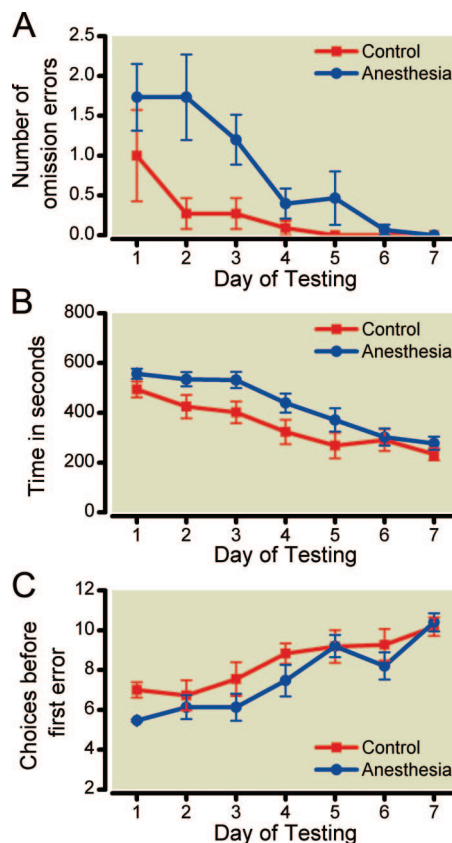 A
Number of
omission errors
2.5
2.0
1.5
1.0
0.5
0.0
Control
Anesthesia
1 2 3 4 5 6 7
Day of Testing
B
Time in seconds
800
600
400
200
0
Control
Anesthesia
1 2 3 4 5 6 7
Day of Testing
C
Choices before
first error
12
10
8
6
4
2
Control
Anesthesia
1 2 3 4 5 6 7
Day of Testing